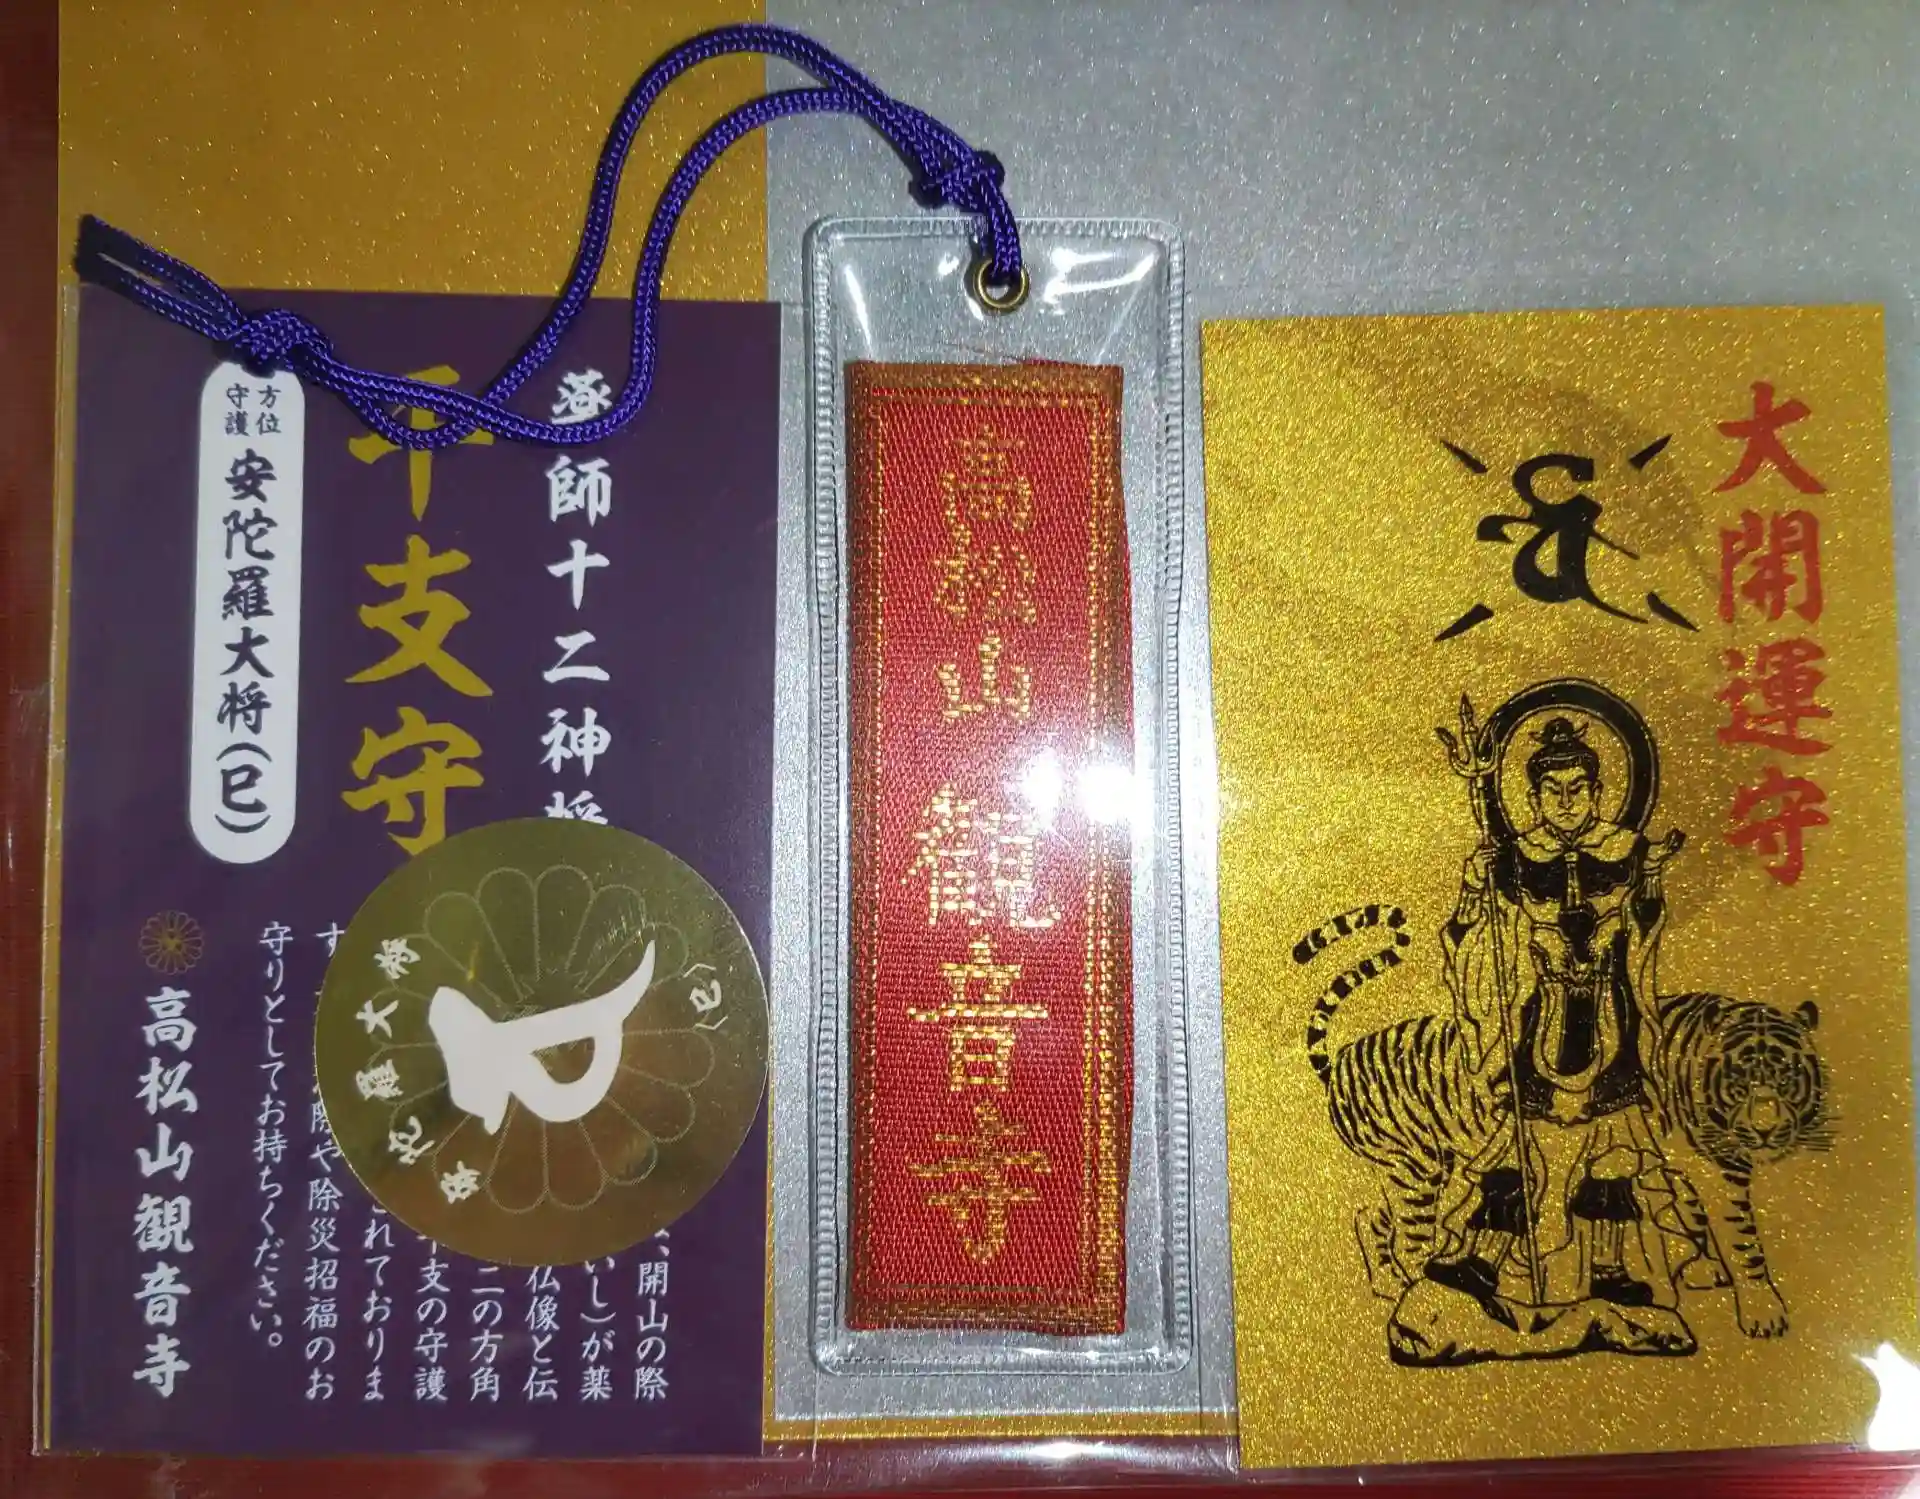 大開運守
高松山 観音寺
師十二神将
干支守
方位
守護
安陀羅大将(巳)
開山の際
いし)が薬
仏像と伝
二の方角
支の守護
れておりま
や除災招福のお
守りとしてお持ちください。
高松山観音寺
安陀羅大将
(巳)